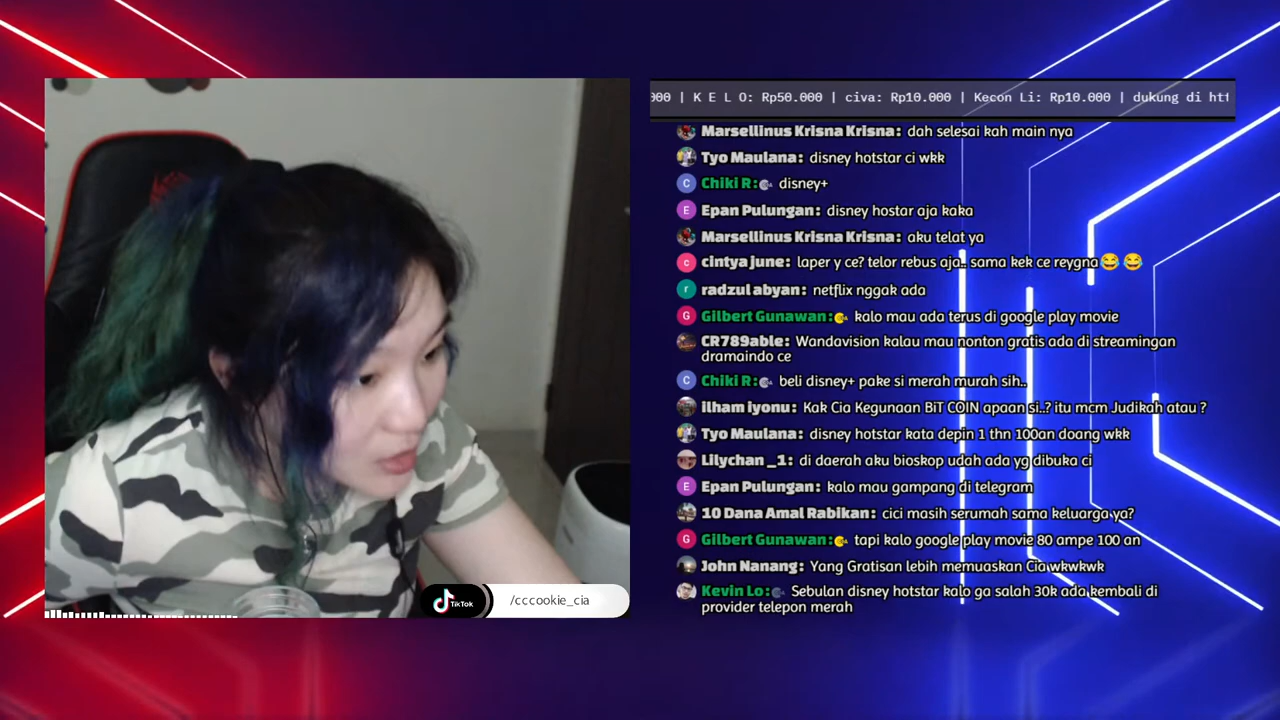 000 | K E L O: Rp50.000 | civa: Rp10.000 | Kecon Li: Rp10.000 | dukung di htt
Marsellinus Krisna Krisna: dah selesai kah main nya
Tyo Maulana: disney hotstar ci wkk
C Chiki R: disney+
E Epan Pulungan: disney hostar aja kaka
Marsellinus Krisna Krisna: aku telat ya
c cintya june: laper y ce? telor rebus aja.. sama kek ce reygna😂 😂
r radzul abyan: netflix nggak ada
G Gilbert Gunawan: kalo mau ada terus di google play movie
CR789able: Wandavision kalau mau nonton gratis ada di streamingan
dramaindo ce
C Chiki R: beli disney+ pake si merah murah sih..
ilham iyonu: Kak Cia Kegunaan BiT COIN apaan si..? itu mcm Judikah atau ?
Tyo Maulana: disney hotstar kata depin 1 thn 100an doang wkk
Lilychan _1: di daerah aku bioskop udah ada yg dibuka ci
E Epan Pulungan: kalo mau gampang di telegram
10 Dana Amal Rabikan: cici masih serumah sama keluarga ya?
G Gilbert Gunawan: tapi kalo google play movie 80 ampe 100 an
John Nanang: Yang Gratisan lebih memuaskan Cia wkwkwk
Kevin Lo: Sebulan disney hotstar kalo ga salah 30k ada kembali di
provider telepon merah
TikTok /cccookie_cia